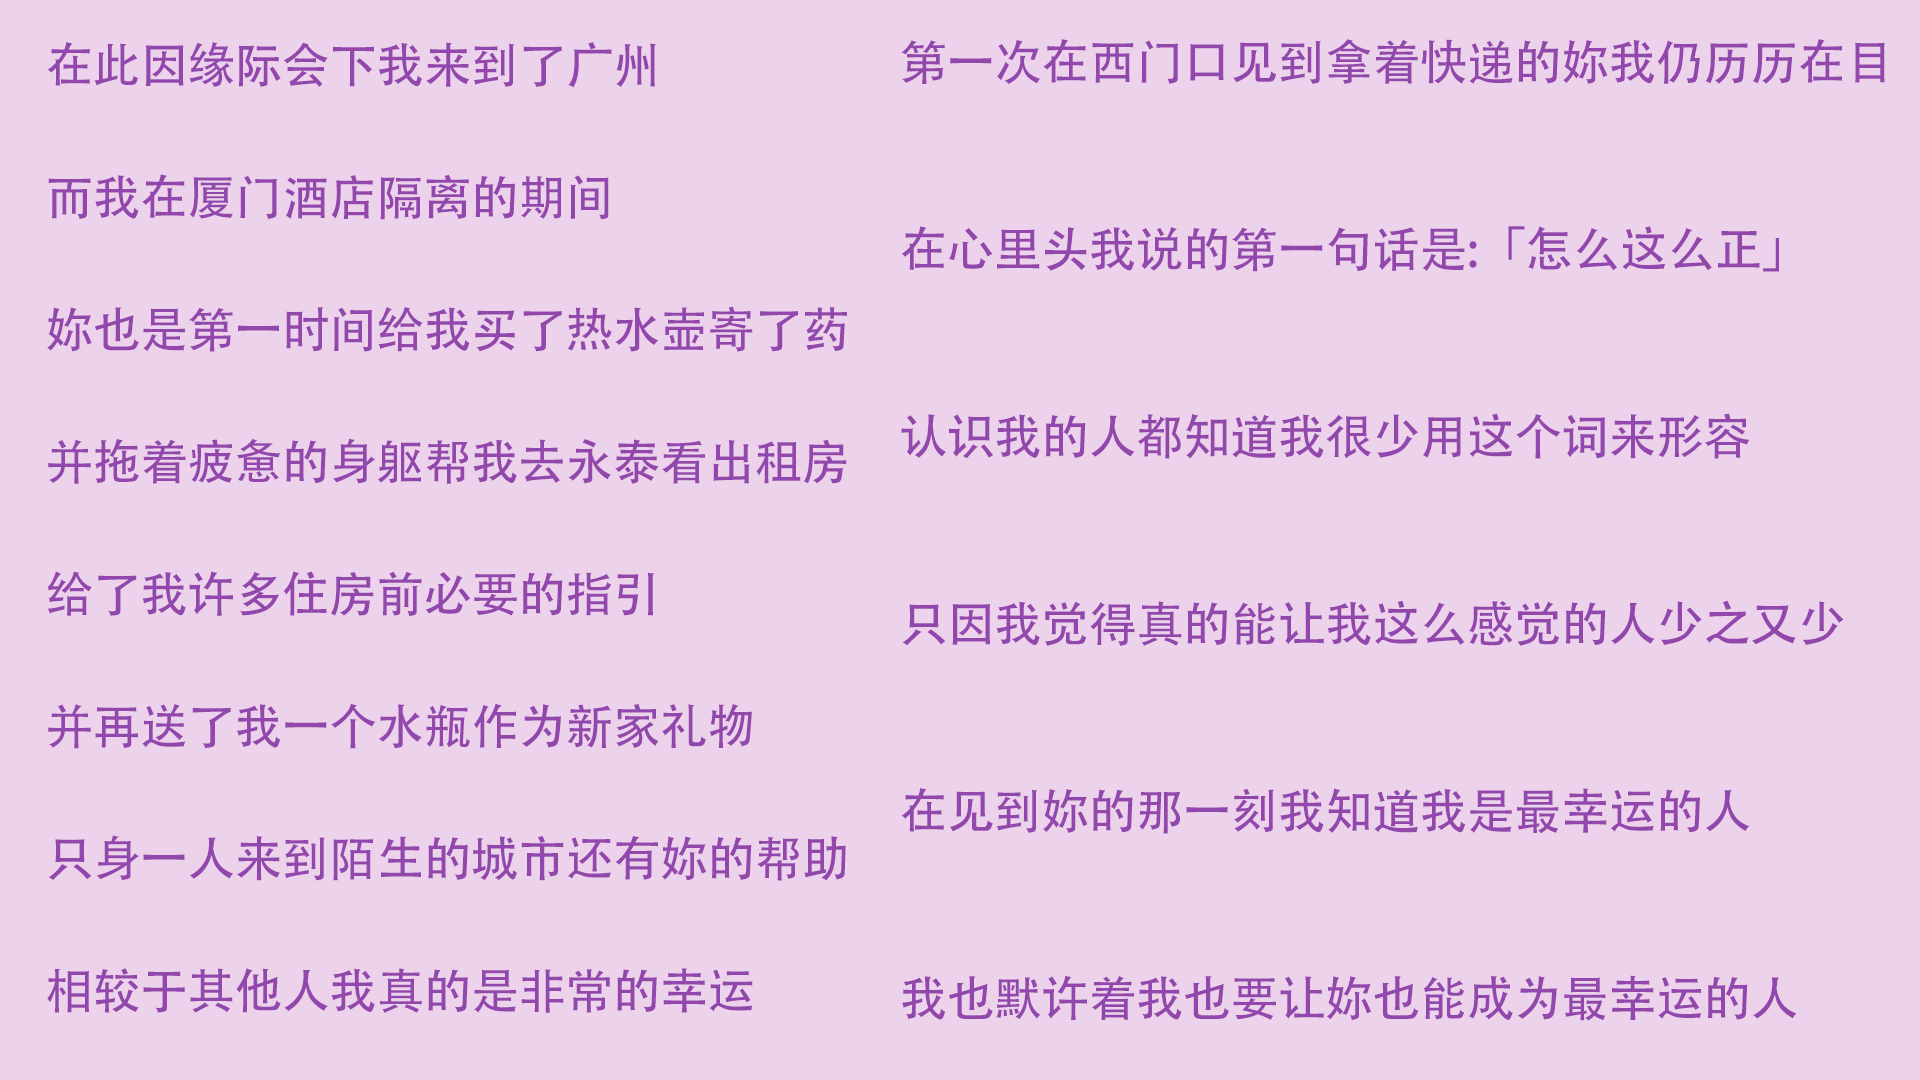 在此因缘际会下我来到了广州
而我在厦门酒店隔离的期间
妳也是第一时间给我买了热水壶寄了药
并拖着疲惫的身躯帮我去永泰看出租房
给了我许多住房前必要的指引
并再送了我一个水瓶作为新家礼物
只身一人来到陌生的城市还有妳的帮助
相较于其他人我真的是非常的幸运
第一次在西门口见到拿着快递的妳我仍历历在目
在心里头我说的第一句话是:「怎么这么正」
认识我的人都知道我很少用这个词来形容
只因我觉得真的能让我这么感觉的人少之又少
在见到妳的那一刻我知道我是最幸运的人
我也默许着我也要让妳也能成为最幸运的人